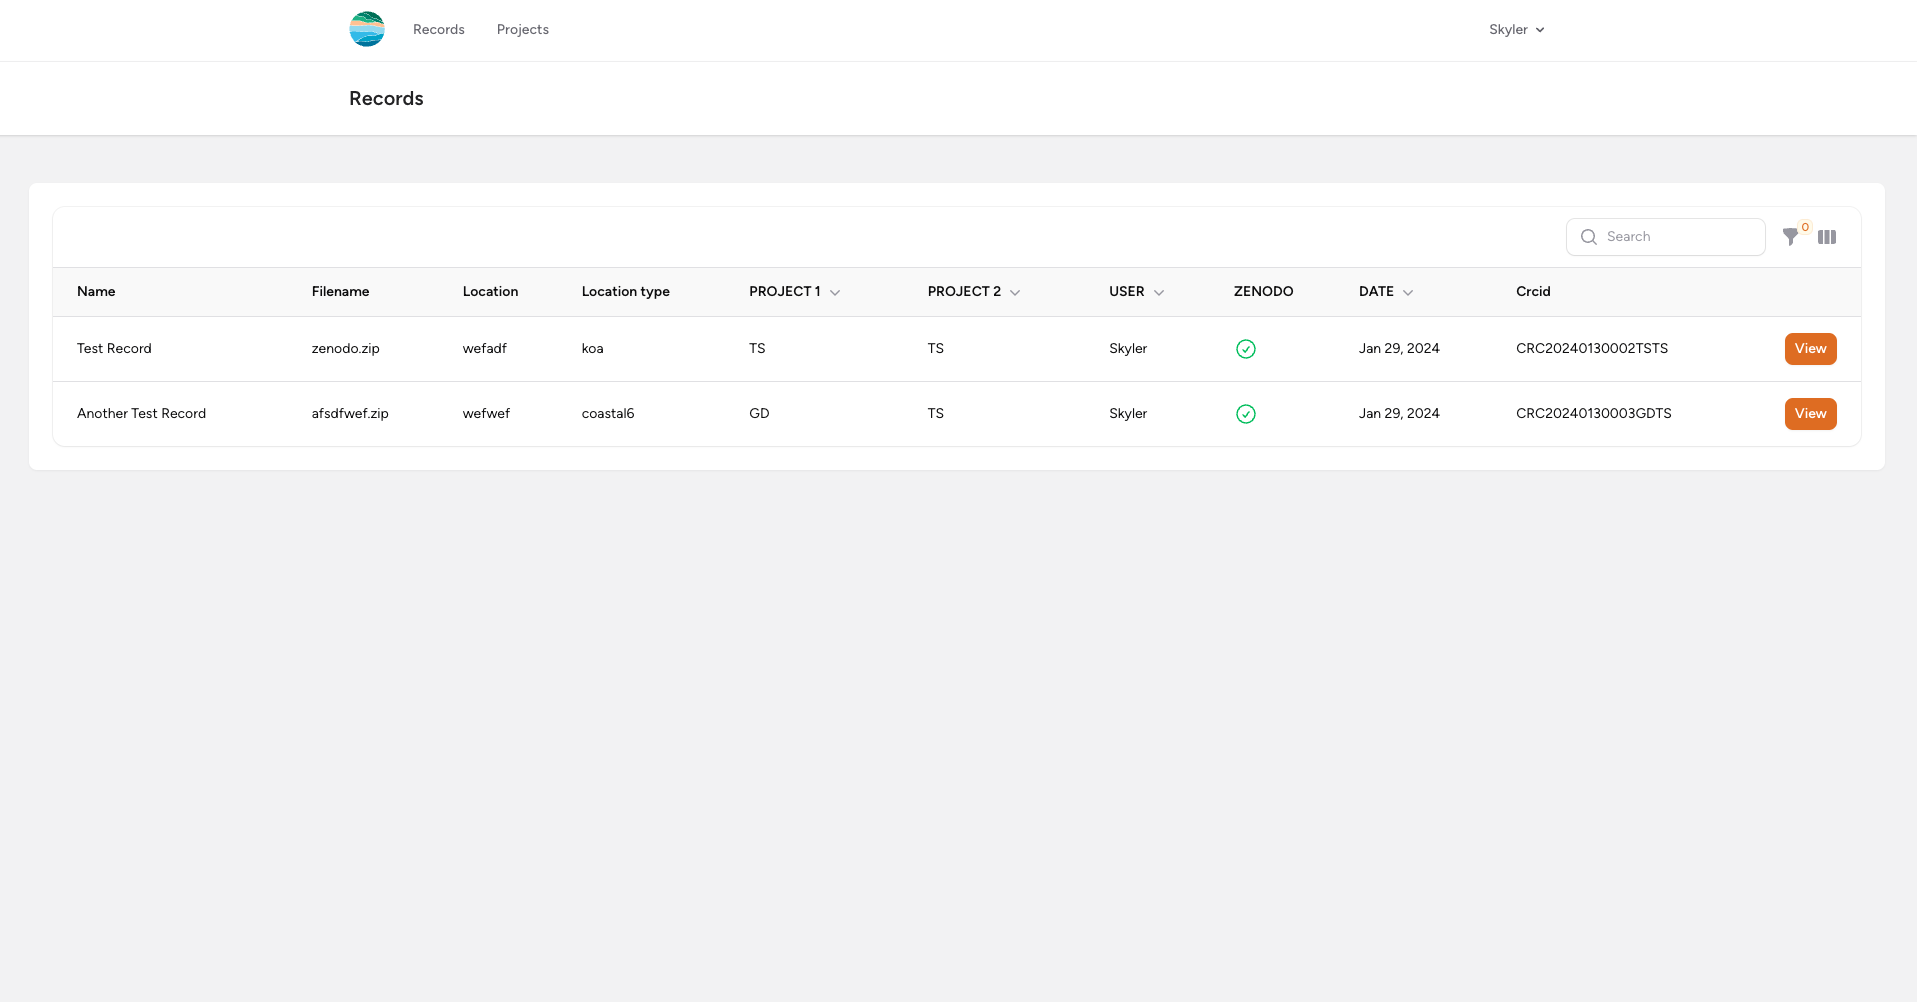 Records Projects Skyler
Records
Search 0
Name Filename Location Location type PROJECT 1 PROJECT 2 USER ZENODO DATE Crcid
Test Record zenodo.zip wefadf koa TS TS Skyler Jan 29, 2024 CRC20240130002TSTS View
Another Test Record afsdfwef.zip wefwef coastal6 GD TS Skyler Jan 29, 2024 CRC20240130003GDTS View